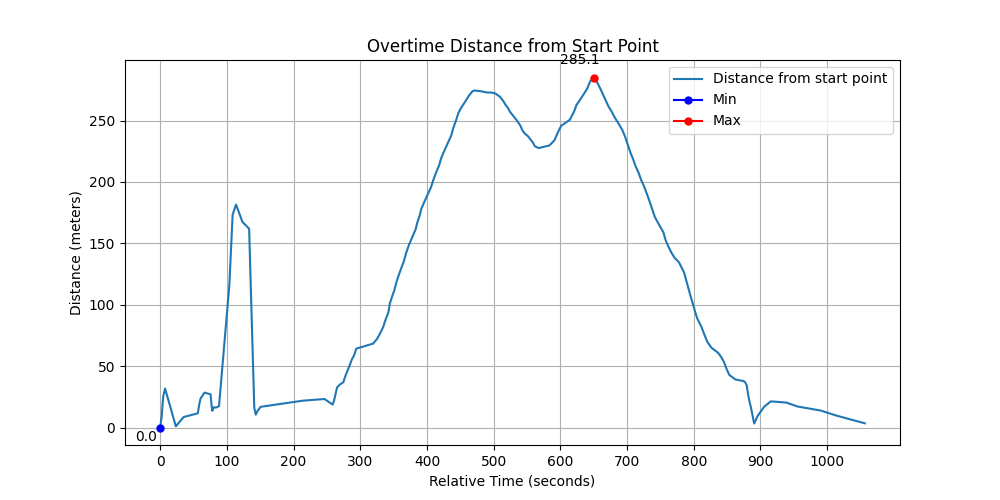 Overtime Distance from Start Point
285.1
Distance from start point
Min
Max
250
200
150
100
50
0
0.0
Distance (meters)
0 100 200 300 400 500 600 700 800 900 1000
Relative Time (seconds)